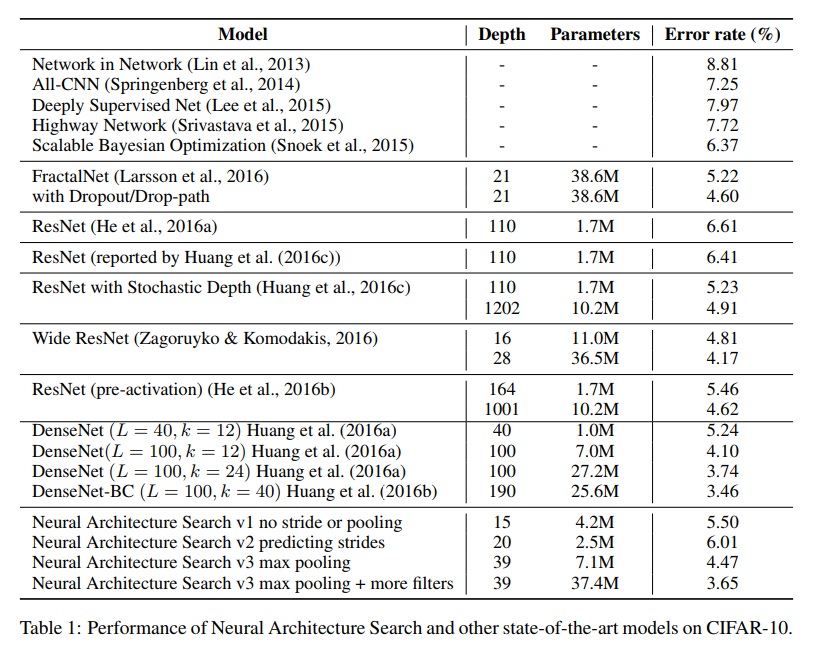 Model Depth Parameters Error rate (%)
Network in Network (Lin et al., 2013) - - 8.81
All-CNN (Springenberg et al., 2014) - - 7.25
Deeply Supervised Net (Lee et al., 2015) - - 7.97
Highway Network (Srivastava et al., 2015) - - 7.72
Scalable Bayesian Optimization (Snoek et al., 2015) - - 6.37
FractalNet (Larsson et al., 2016) 21 38.6M 5.22
with Dropout/Drop-path 21 38.6M 4.60
ResNet (He et al., 2016a) 110 1.7M 6.61
ResNet (reported by Huang et al. (2016c)) 110 1.7M 6.41
ResNet with Stochastic Depth (Huang et al., 2016c) 110 1.7M 5.23
1202 10.2M 4.91
Wide ResNet (Zagoruyko & Komodakis, 2016) 16 11.0M 4.81
28 36.5M 4.17
ResNet (pre-activation) (He et al., 2016b) 164 1.7M 5.46
1001 10.2M 4.62
DenseNet (L = 40, k = 12) Huang et al. (2016a) 40 1.0M 5.24
DenseNet(L = 100, k = 12) Huang et al. (2016a) 100 7.0M 4.10
DenseNet (L = 100, k = 24) Huang et al. (2016a) 100 27.2M 3.74
DenseNet-BC (L = 100, k = 40) Huang et al. (2016b) 190 25.6M 3.46
Neural Architecture Search v1 no stride or pooling 15 4.2M 5.50
Neural Architecture Search v2 predicting strides 20 2.5M 6.01
Neural Architecture Search v3 max pooling 39 7.1M 4.47
Neural Architecture Search v3 max pooling + more filters 39 37.4M 3.65
Table 1: Performance of Neural Architecture Search and other state-of-the-art models on CIFAR-10.